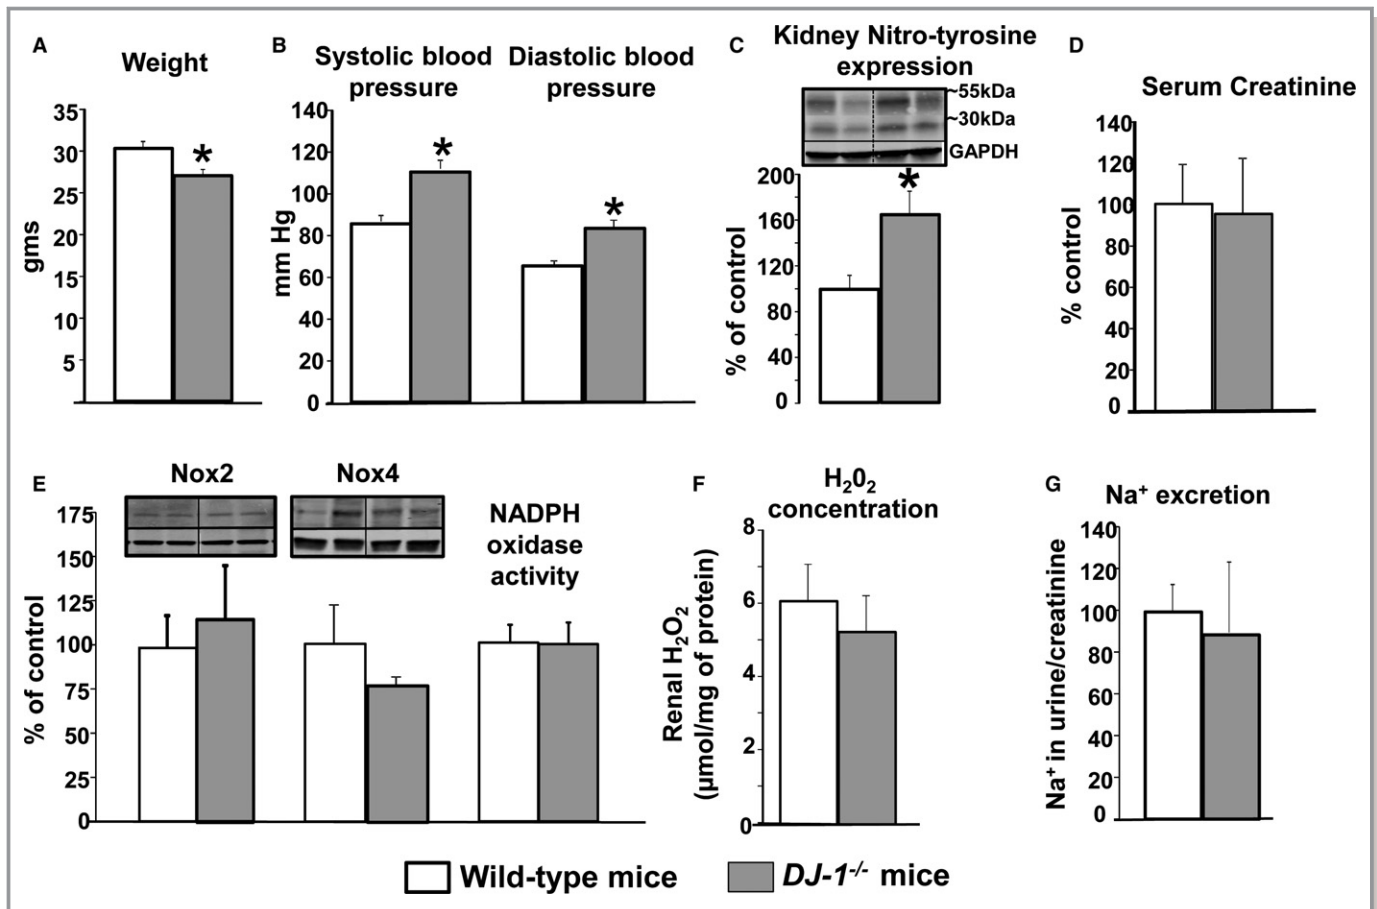 A
Weight
gms
35
30
25
20
15
10
5
*
B
Systolic blood
pressure
Diastolic blood
pressure
mm Hg
140
120
100
80
60
40
20
0
*
*
C
Kidney Nitro-tyrosine
expression
~55kDa
~30kDa
GAPDH
% of control
200
160
120
80
40
0
*
D
Serum Creatinine
% control
140
120
100
80
60
40
20
0
E
Nox2
Nox4
NADPH
oxidase
activity
% of control
175
150
125
100
75
50
25
0
F
H₂0₂
concentration
Renal H₂O₂
(µmol/mg of protein)
8
6
4
2
0
G
Na⁺ excretion
Na⁺ in urine/creatinine
140
120
100
80
60
40
20
0
Wild-type mice
DJ-1⁻/⁻ mice